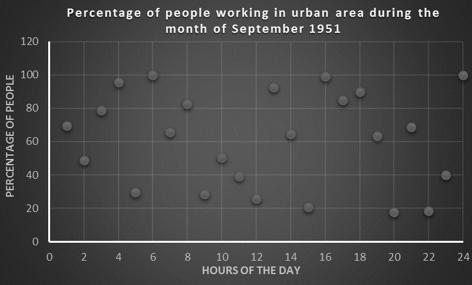 Percentage of people working in urban area during the
month of September 1951
PERCENTAGE OF PEOPLE
120
100
80
60
40
20
0
0 2 4 6 8 10 12 14 16 18 20 22 24
HOURS OF THE DAY